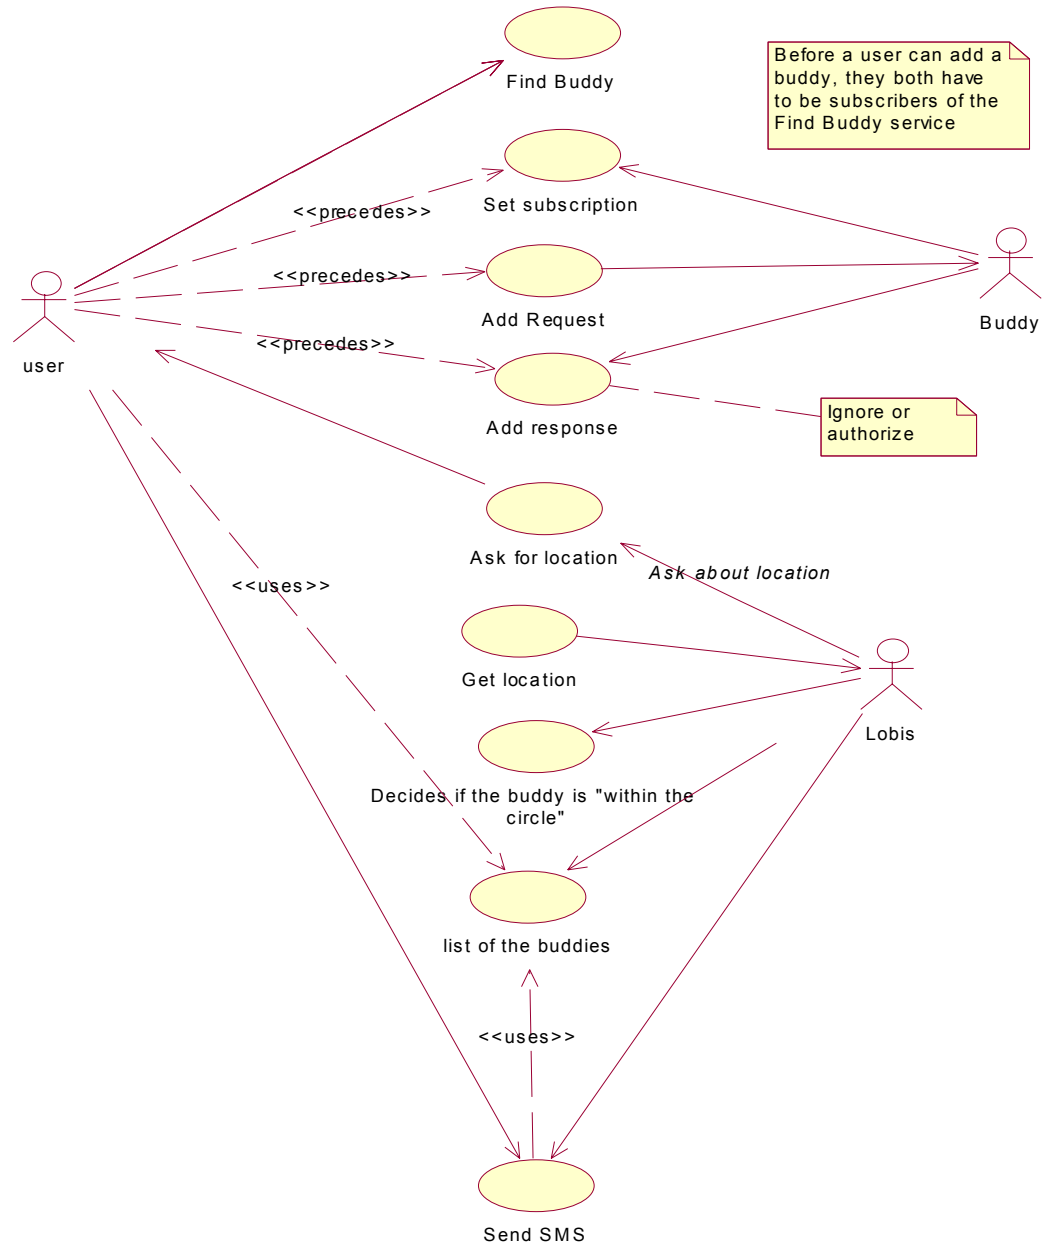 Find Buddy
Before a user can add a
buddy, they both have
to be subscribers of the
Find Buddy service
<<precedes>>
Set subscription
<<precedes>>
Add Request
Buddy
user
<<precedes>>
Add response
Ignore or
authorize
Ask for location
Ask about location
<<uses>>
Get location
Lobis
Decides if the buddy is "within the
circle"
list of the buddies
<<uses>>
Send SMS